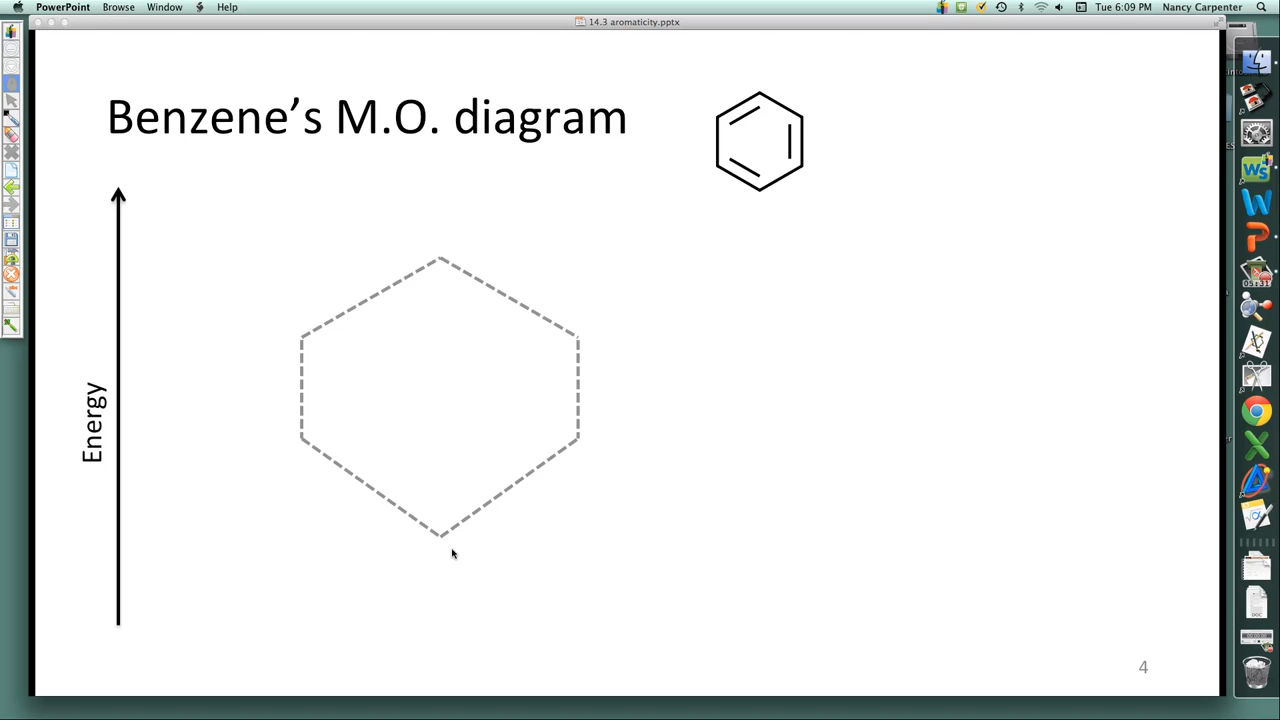 PowerPoint Browse Window Help Tue 6:09 PM Nancy Carpenter
14.3 aromaticity.pptx
Benzene's M.O. diagram
Energy
4